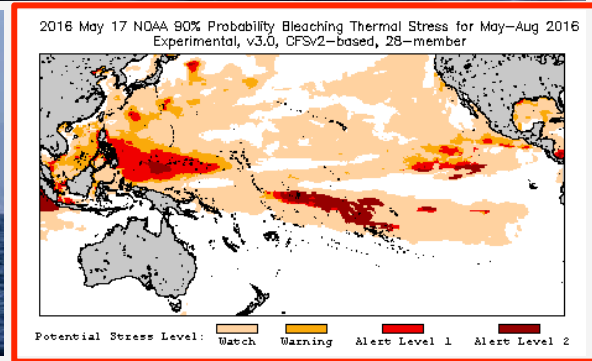 2016 May 17 NOAA 90% Probability Bleaching Thermal Stress for May-Aug 2016
Experimental, v3.0, CFSv2-based, 28-member
Potential Stress Level: Watch Warning Alert Level 1 Alert Level 2